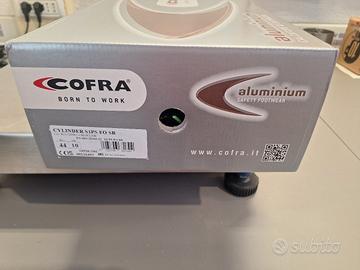 COFRA
BORN TO WORK
aluminium
SAFETY FOOTWEAR
CYLINDER S1PS FO SR
44 10
www.cofra.it
subito